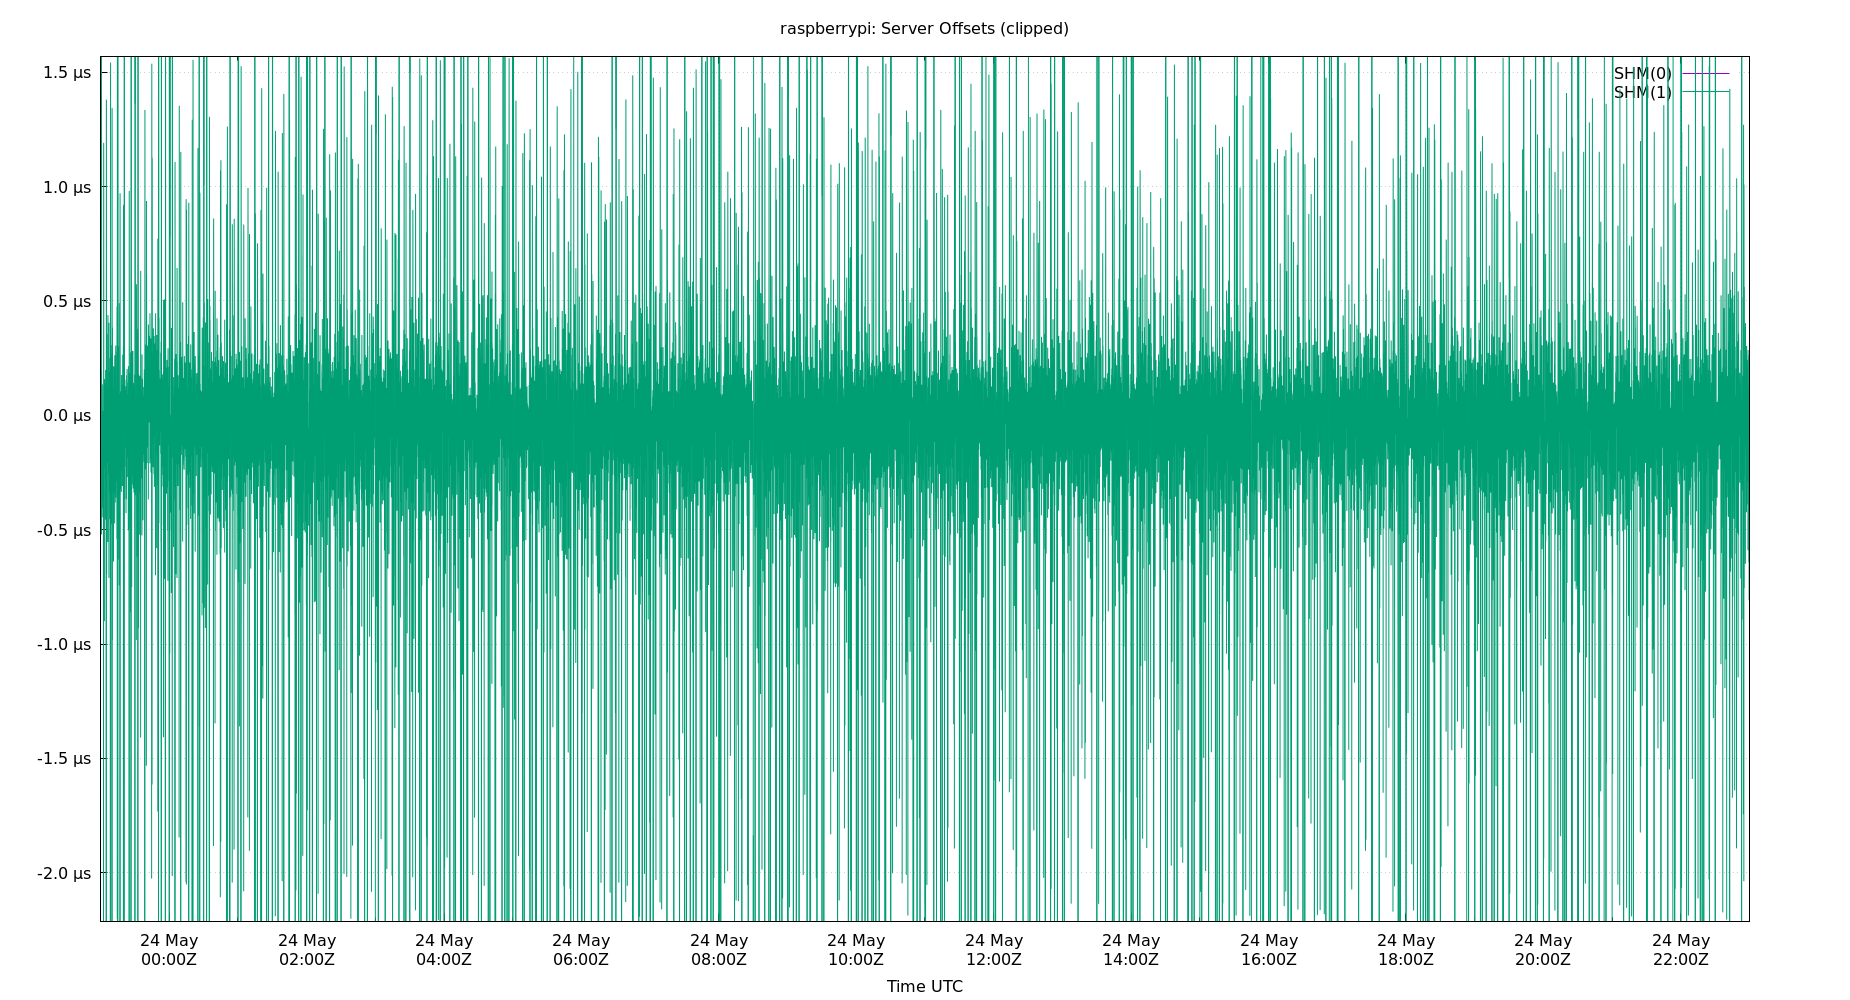 raspberrypi: Server Offsets (clipped)
1.5 µs
1.0 µs
0.5 µs
0.0 µs
-0.5 µs
-1.0 µs
-1.5 µs
-2.0 µs
SHM(0)
SHM(1)
24 May 24 May 24 May 24 May 24 May 24 May 24 May 24 May 24 May 24 May 24 May 24 May
00:00Z 02:00Z 04:00Z 06:00Z 08:00Z 10:00Z 12:00Z 14:00Z 16:00Z 18:00Z 20:00Z 22:00Z
Time UTC